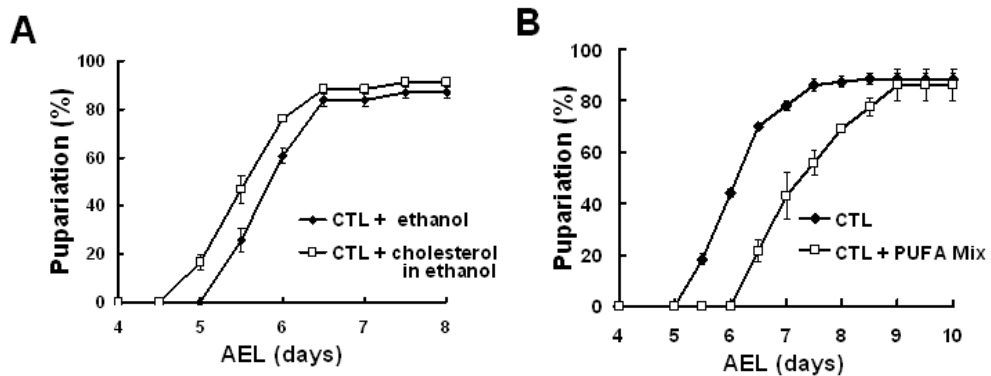 A
100
80
60
40
20
0
Pupariation (%)
4 5 6 7 8
AEL (days)
CTL + ethanol
CTL + cholesterol
in ethanol
B
100
80
60
40
20
0
Pupariation (%)
4 5 6 7 8 9 10
AEL (days)
CTL
CTL + PUFA Mix